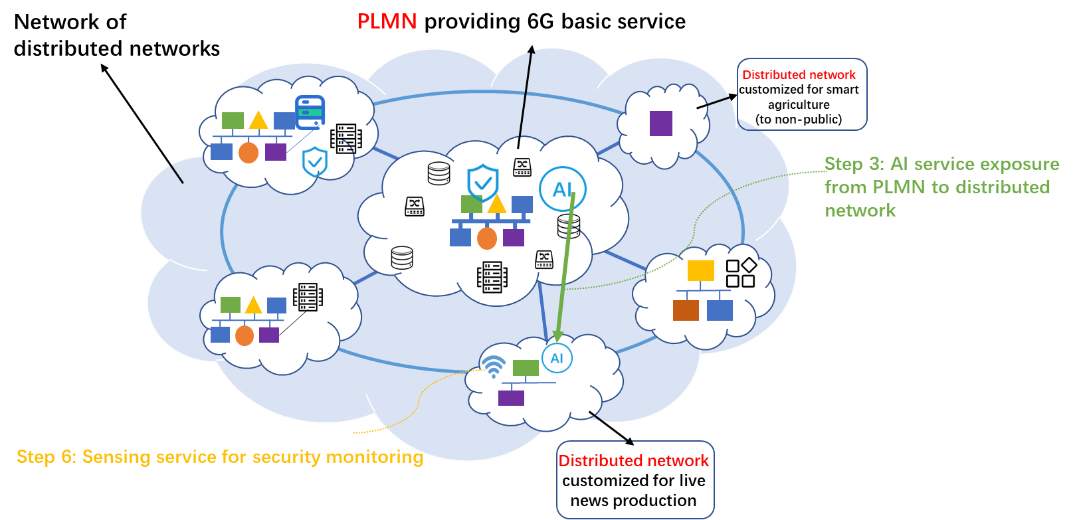 Network of
distributed networks
PLMN providing 6G basic service
Distributed network
customized for smart
agriculture
(to non-public)
AI
Step 3: AI service exposure
from PLMN to distributed
network
AI
Step 6: Sensing service for security monitoring
Distributed network
customized for live
news production